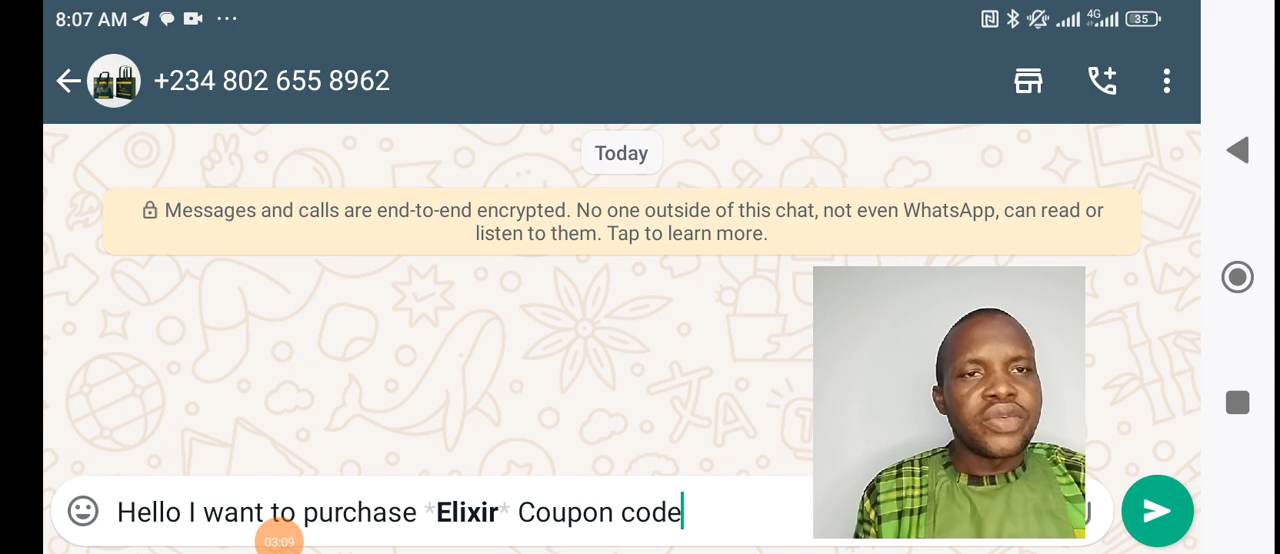 8:07 AM
4G
35
+234 802 655 8962
Today
Messages and calls are end-to-end encrypted. No one outside of this chat, not even WhatsApp, can read or
listen to them. Tap to learn more.
Hello I want to purchase *Elixir* Coupon code
03:09